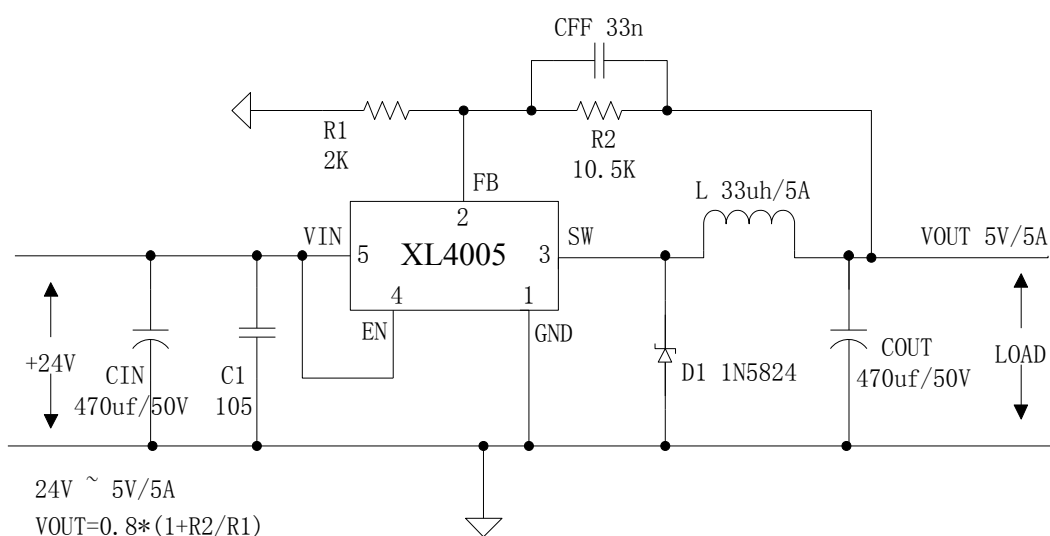 CFF 33n
R1
2K
R2
10.5K
FB
L 33uh/5A
2
VIN
SW
VOUT 5V/5A
5
XL4005
3
4
1
EN
GND
+24V
CIN
470uf/50V
C1
105
D1 1N5824
COUT
470uf/50V
LOAD
24V ~ 5V/5A
VOUT=0.8*(1+R2/R1)